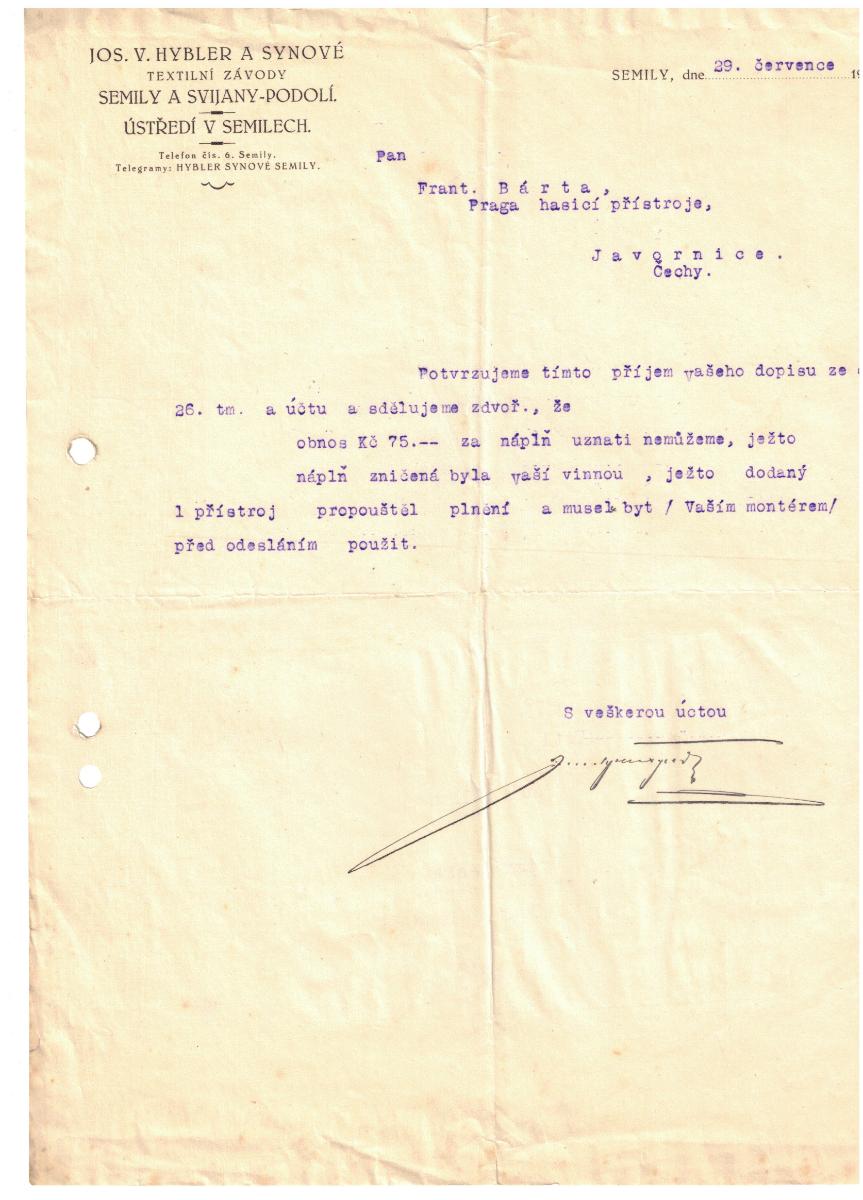 JOS. V. HYBLER A SYNOVÉ
TEXTILNÍ ZÁVODY
SEMILY A SVIJANY-PODOLÍ.
ÚSTŘEDÍ V SEMILECH.
Telefon čís. 6. Semily.
Telegramy: HYBLER SYNOVÉ SEMILY.
SEMILY, dne 29. července 19
Pan
Frant. Bárta,
Praga hasicí přístroje,
Javornice.
Čechy.
Potvrzujeme tímto příjem vašeho dopisu ze
26. tm. a účtu a sdělujeme zdvoř., že
obnos Kč 75.-- za náplň uznati nemůžeme, ježto
náplň zničená byla vaší vinnou , ježto dodaný
1 přístroj propouštěl plnění a musel byt / Vaším montérem/
před odesláním použit.
S veškerou úctou